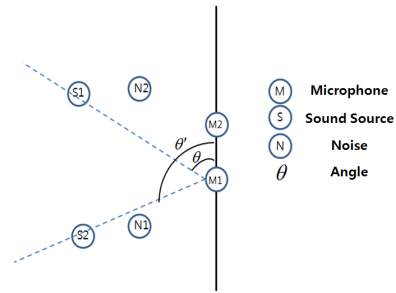 S1
N2
M2
θ'
θ
M1
N1
S2
M Microphone
S Sound Source
N Noise
θ Angle